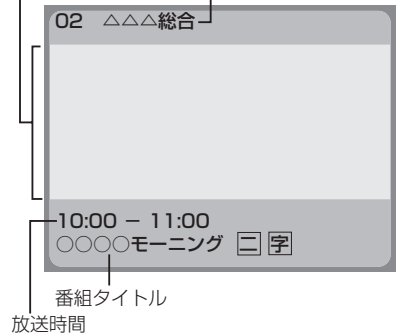 02 △△△総合
10:00 － 11:00
○○○○モーニング 二 字
番組タイトル
放送時間